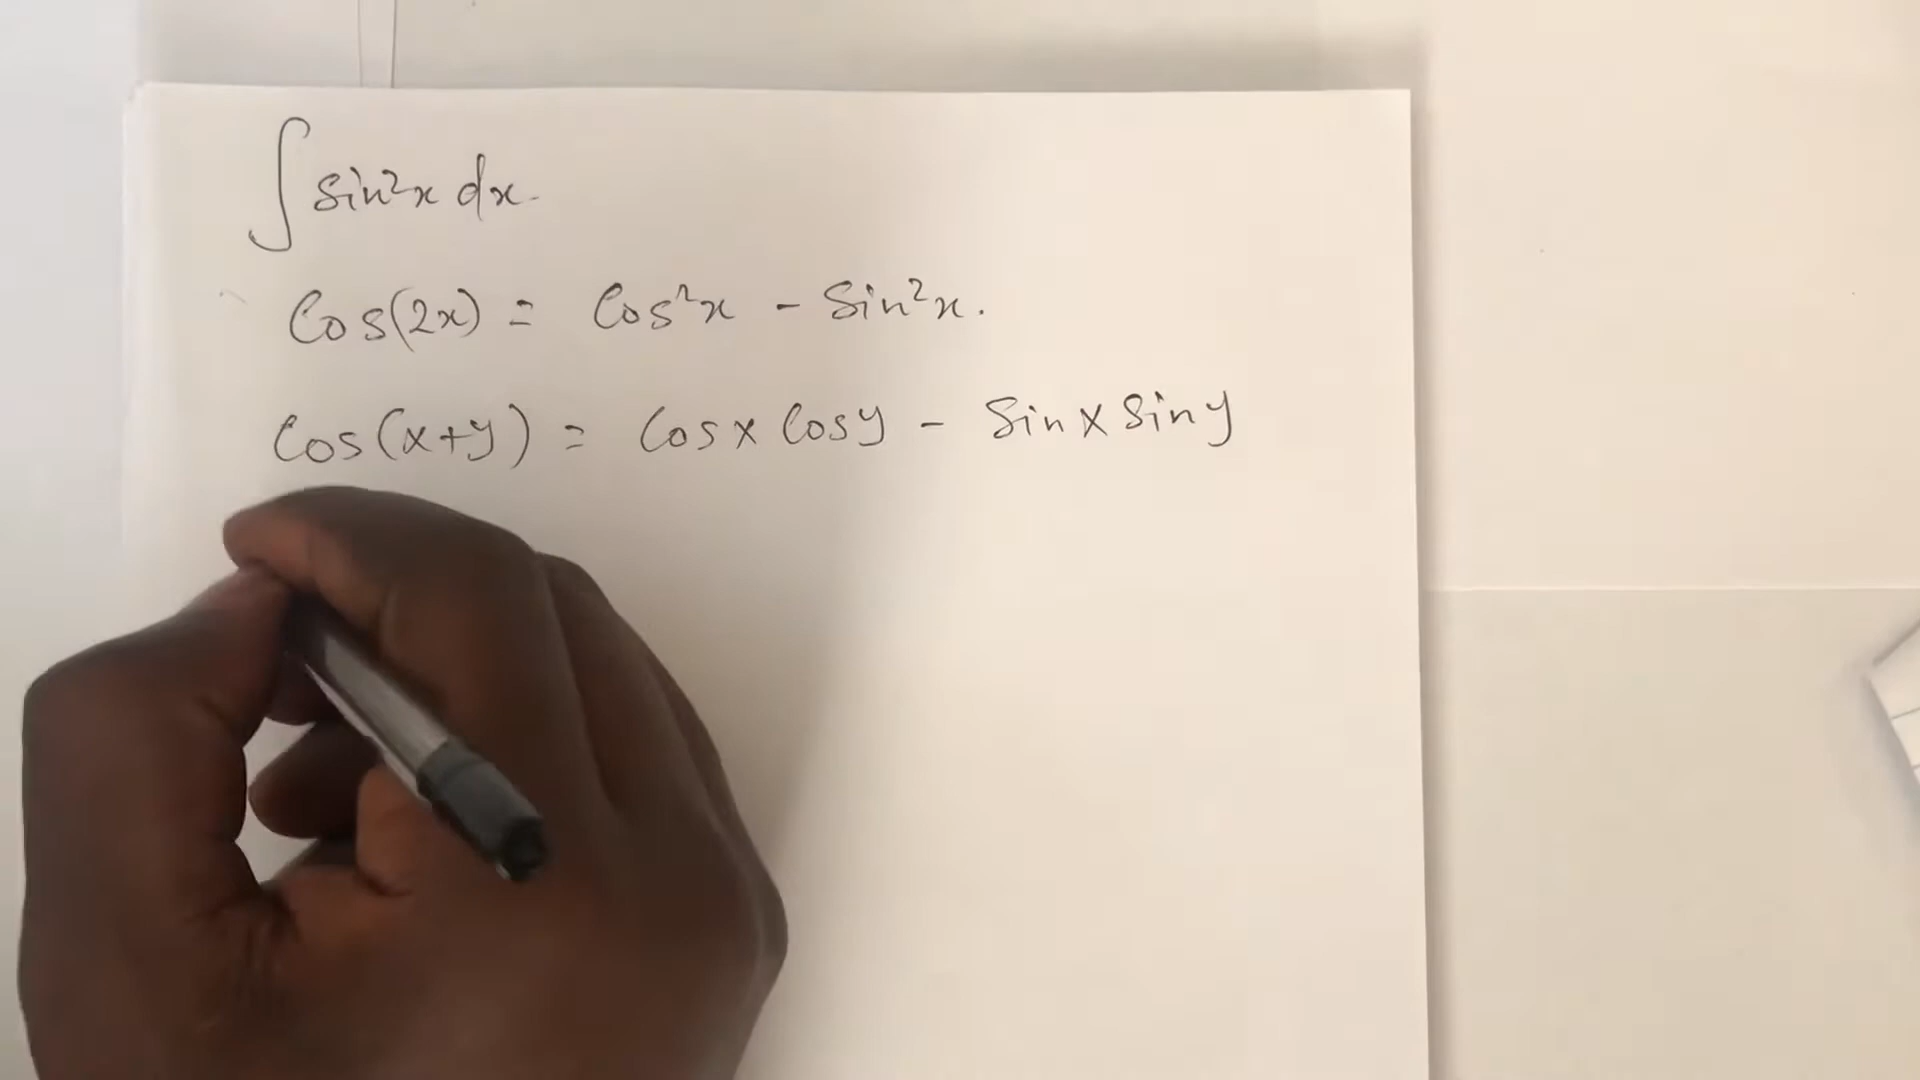 ∫ sin²x dx.
Cos(2x) = Cos²x - Sin²x.
Cos(x+y) = Cosx Cosy - Sinx Siny